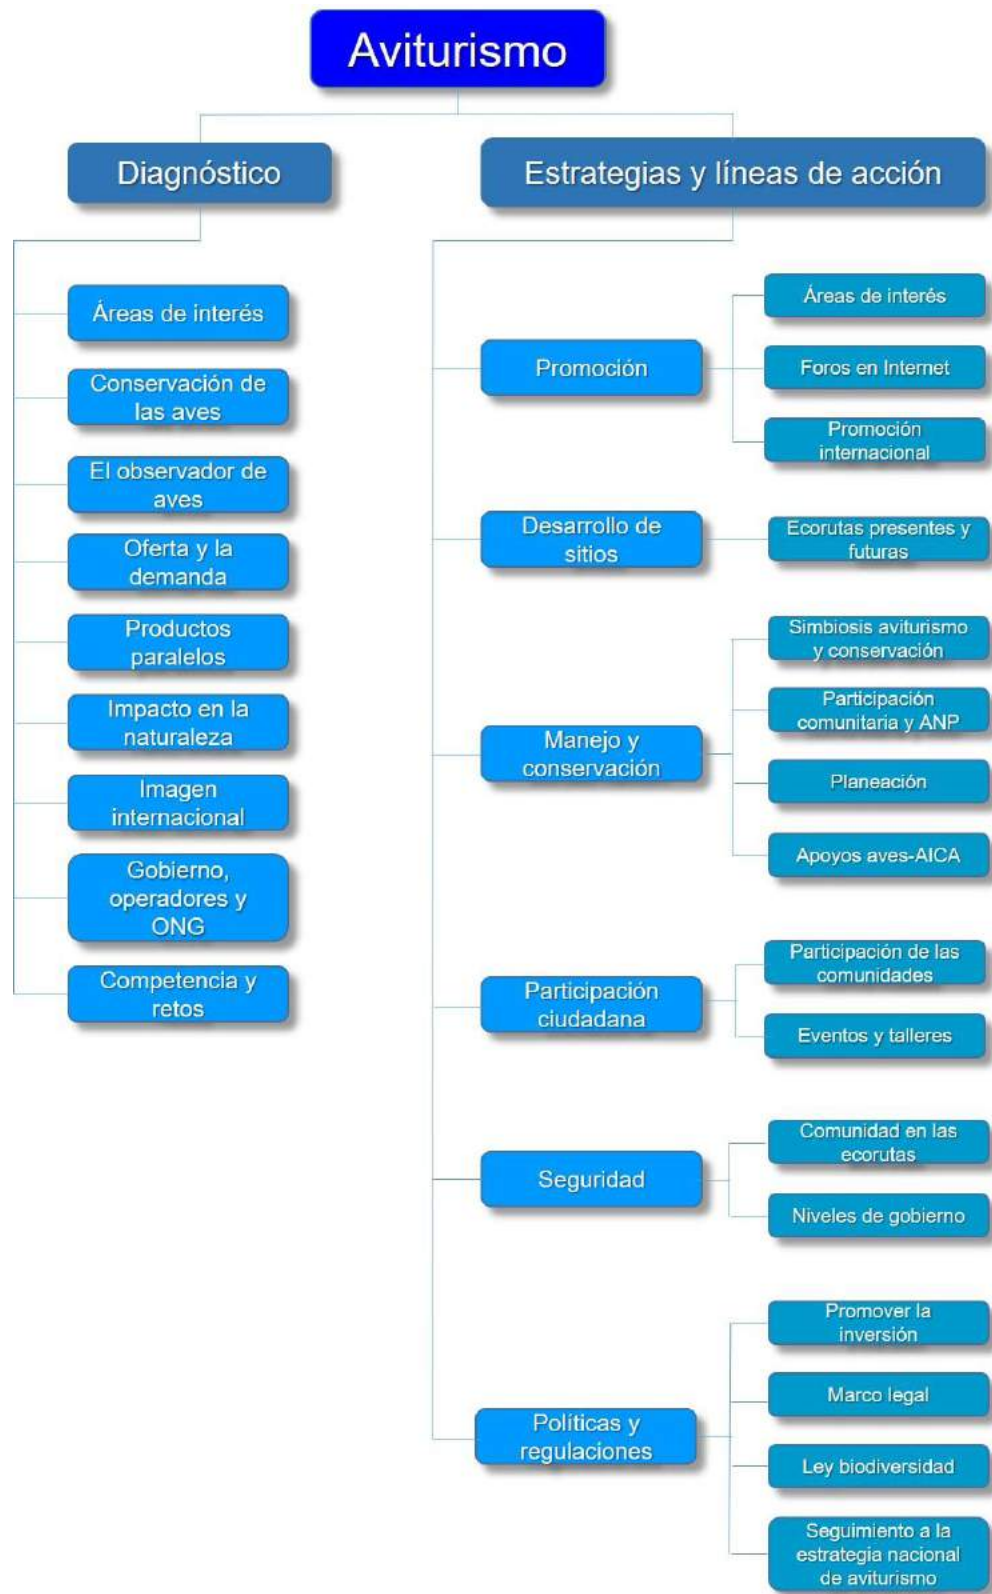 Aviturismo
Diagnóstico
Áreas de interés
Conservación de
las aves
El observador de
aves
Oferta y la
demanda
Productos
paralelos
Impacto en la
naturaleza
Imagen
internacional
Gobierno,
operadores y
ONG
Competencia y
retos
Estrategias y líneas de acción
Promoción
Áreas de interés
Foros en Internet
Promoción
internacional
Desarrollo de
sitios
Ecorutas presentes y
futuras
Manejo y
conservación
Simbiosis aviturismo
y conservación
Participación
comunitaria y ANP
Planeación
Apoyos aves-AICA
Participación
ciudadana
Participación de las
comunidades
Eventos y talleres
Seguridad
Comunidad en las
ecorutas
Niveles de gobierno
Políticas y
regulaciones
Promover la
inversión
Marco legal
Ley biodiversidad
Seguimiento a la
estrategia nacional
de aviturismo